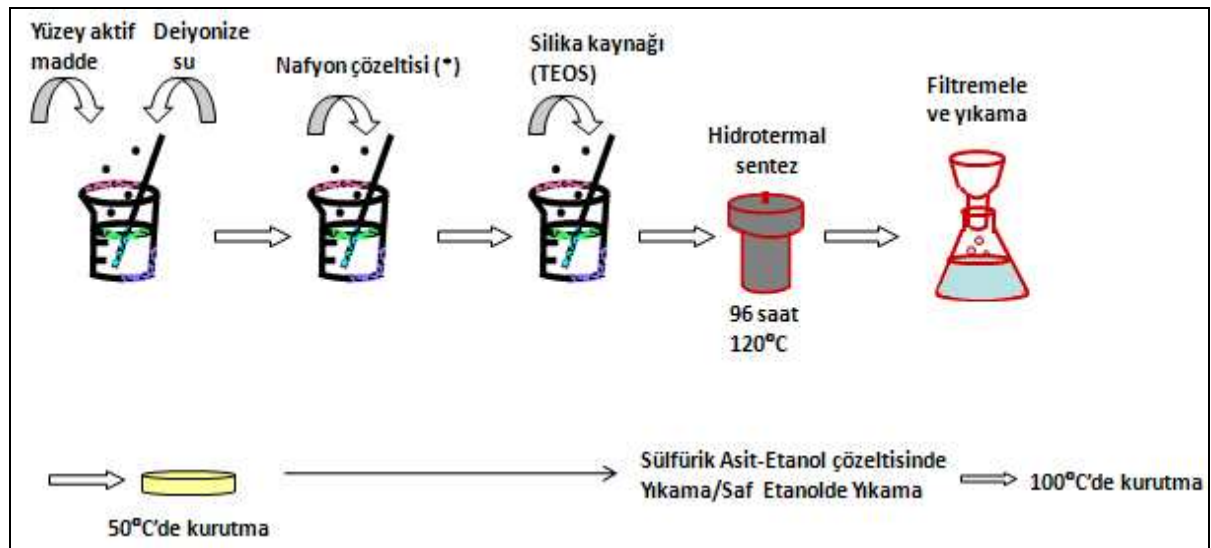 Yüzey aktif madde
Deiyonize su
Nafyon çözeltisi (*)
Silika kaynağı
(TEOS)
Hidrotermal
sentez
96 saat
120°C
Filtremele
ve yıkama
50°C'de kurutma
Sülfürik Asit-Etanol çözeltisinde
Yıkama/Saf Etanolde Yıkama
100°C'de kurutma